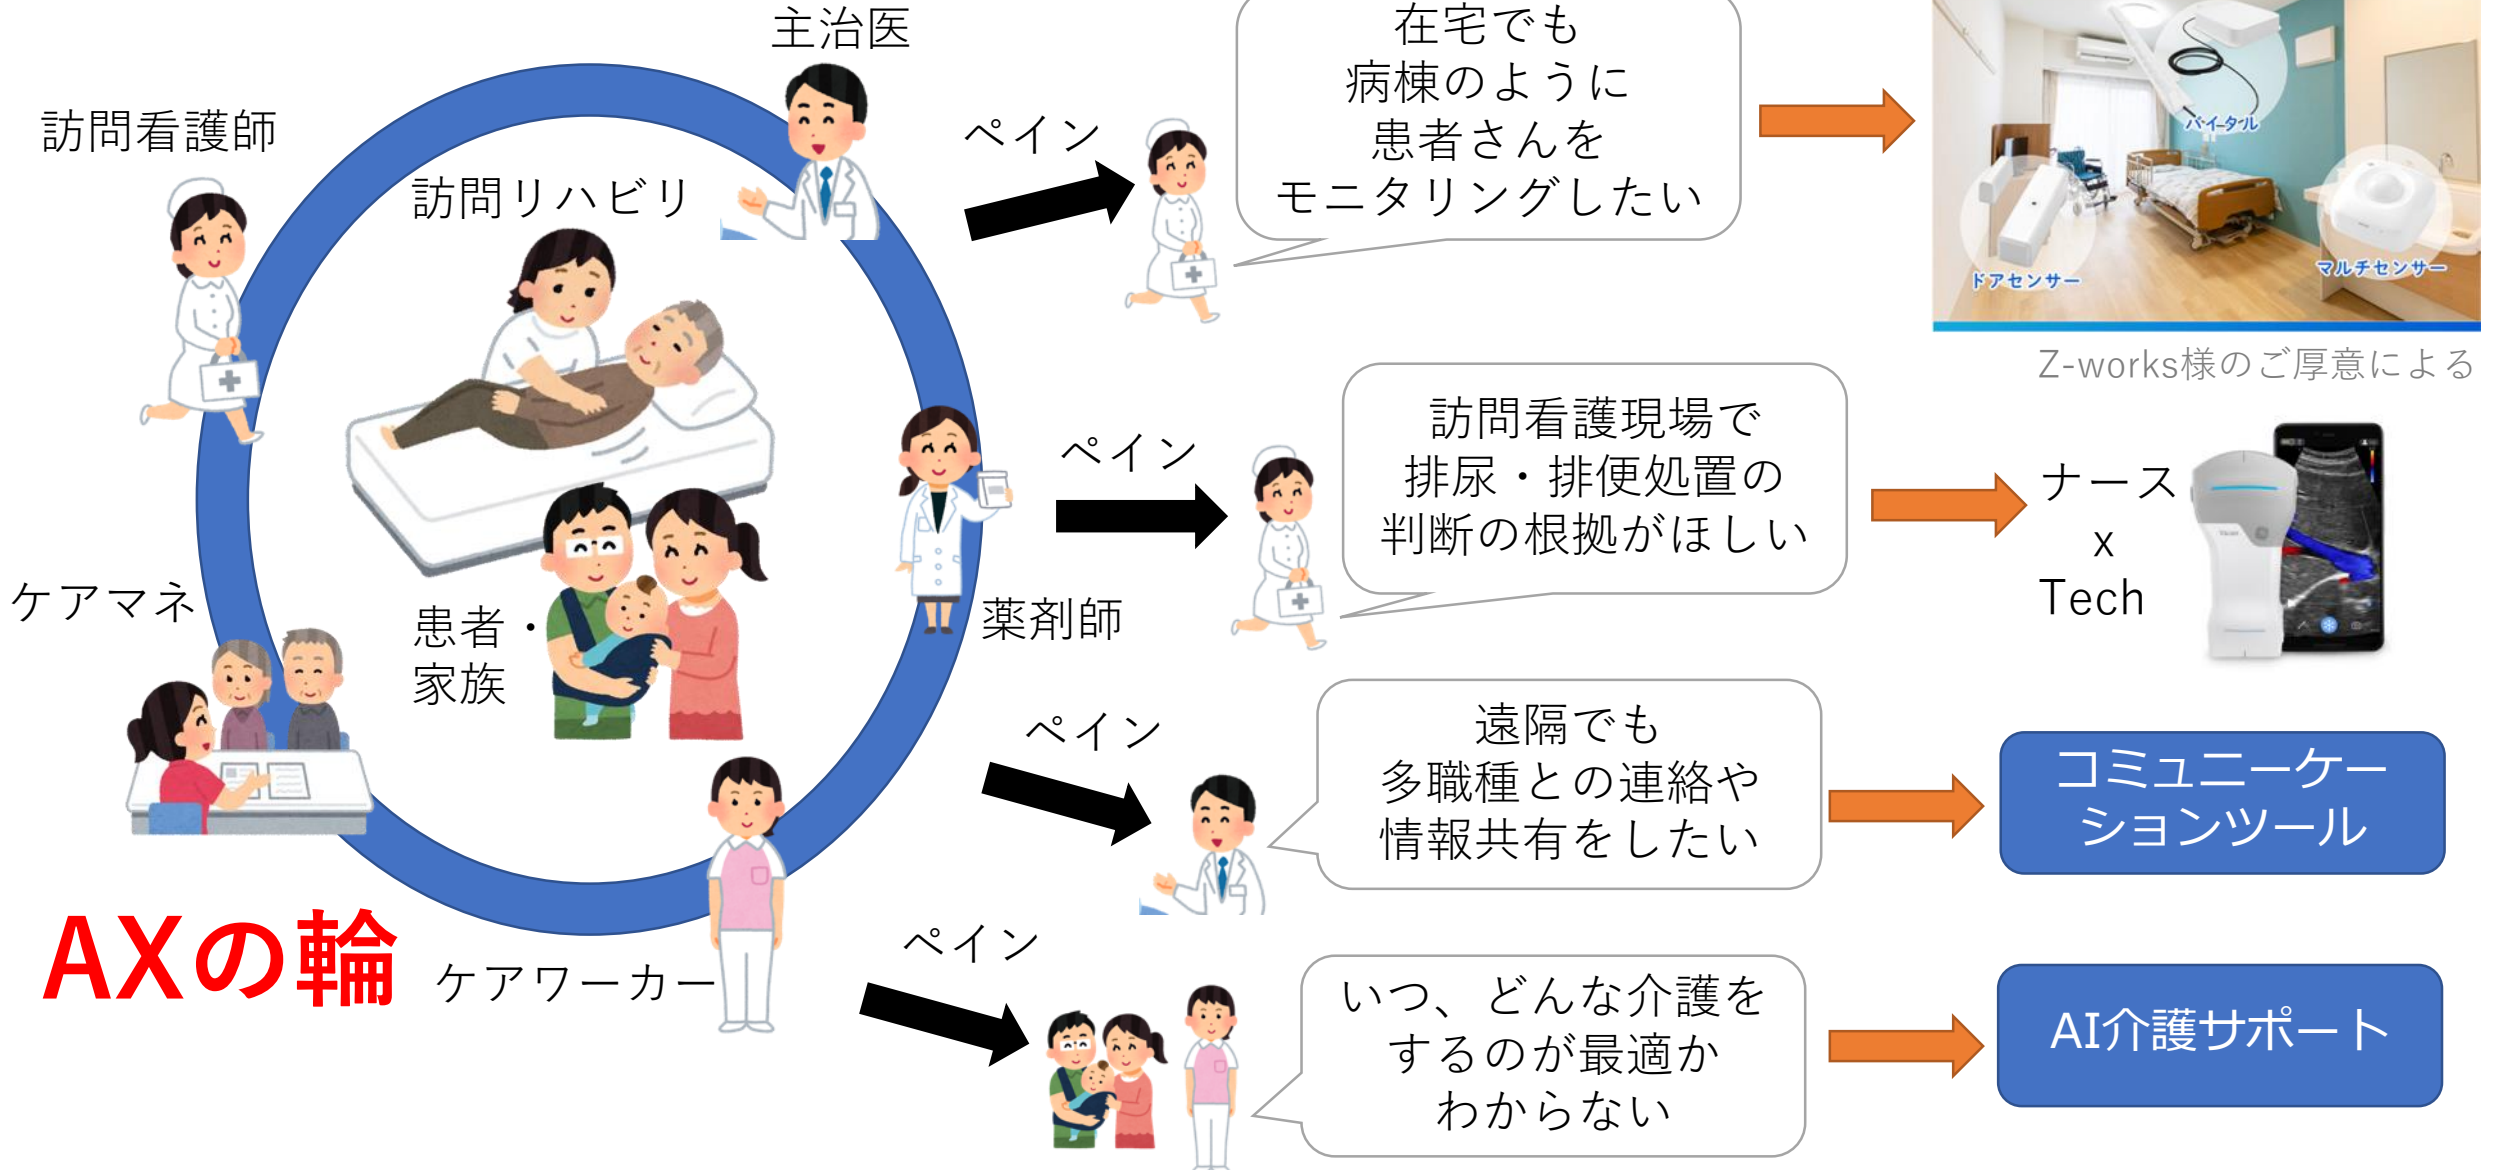 主治医
訪問看護師
訪問リハビリ
ケアマネ
患者・
家族
薬剤師
ケアワーカー
AXの輪
ペイン
在宅でも
病棟のように
患者さんを
モニタリングしたい
バイタル
ドアセンサー
マルチセンサー
Z-works様のご厚意による
ペイン
訪問看護現場で
排尿・排便処置の
判断の根拠がほしい
ナース
x
Tech
ペイン
遠隔でも
多職種との連絡や
情報共有をしたい
コミュニーケー
ションツール
ペイン
いつ、どんな介護を
するのが最適か
わからない
AI介護サポート